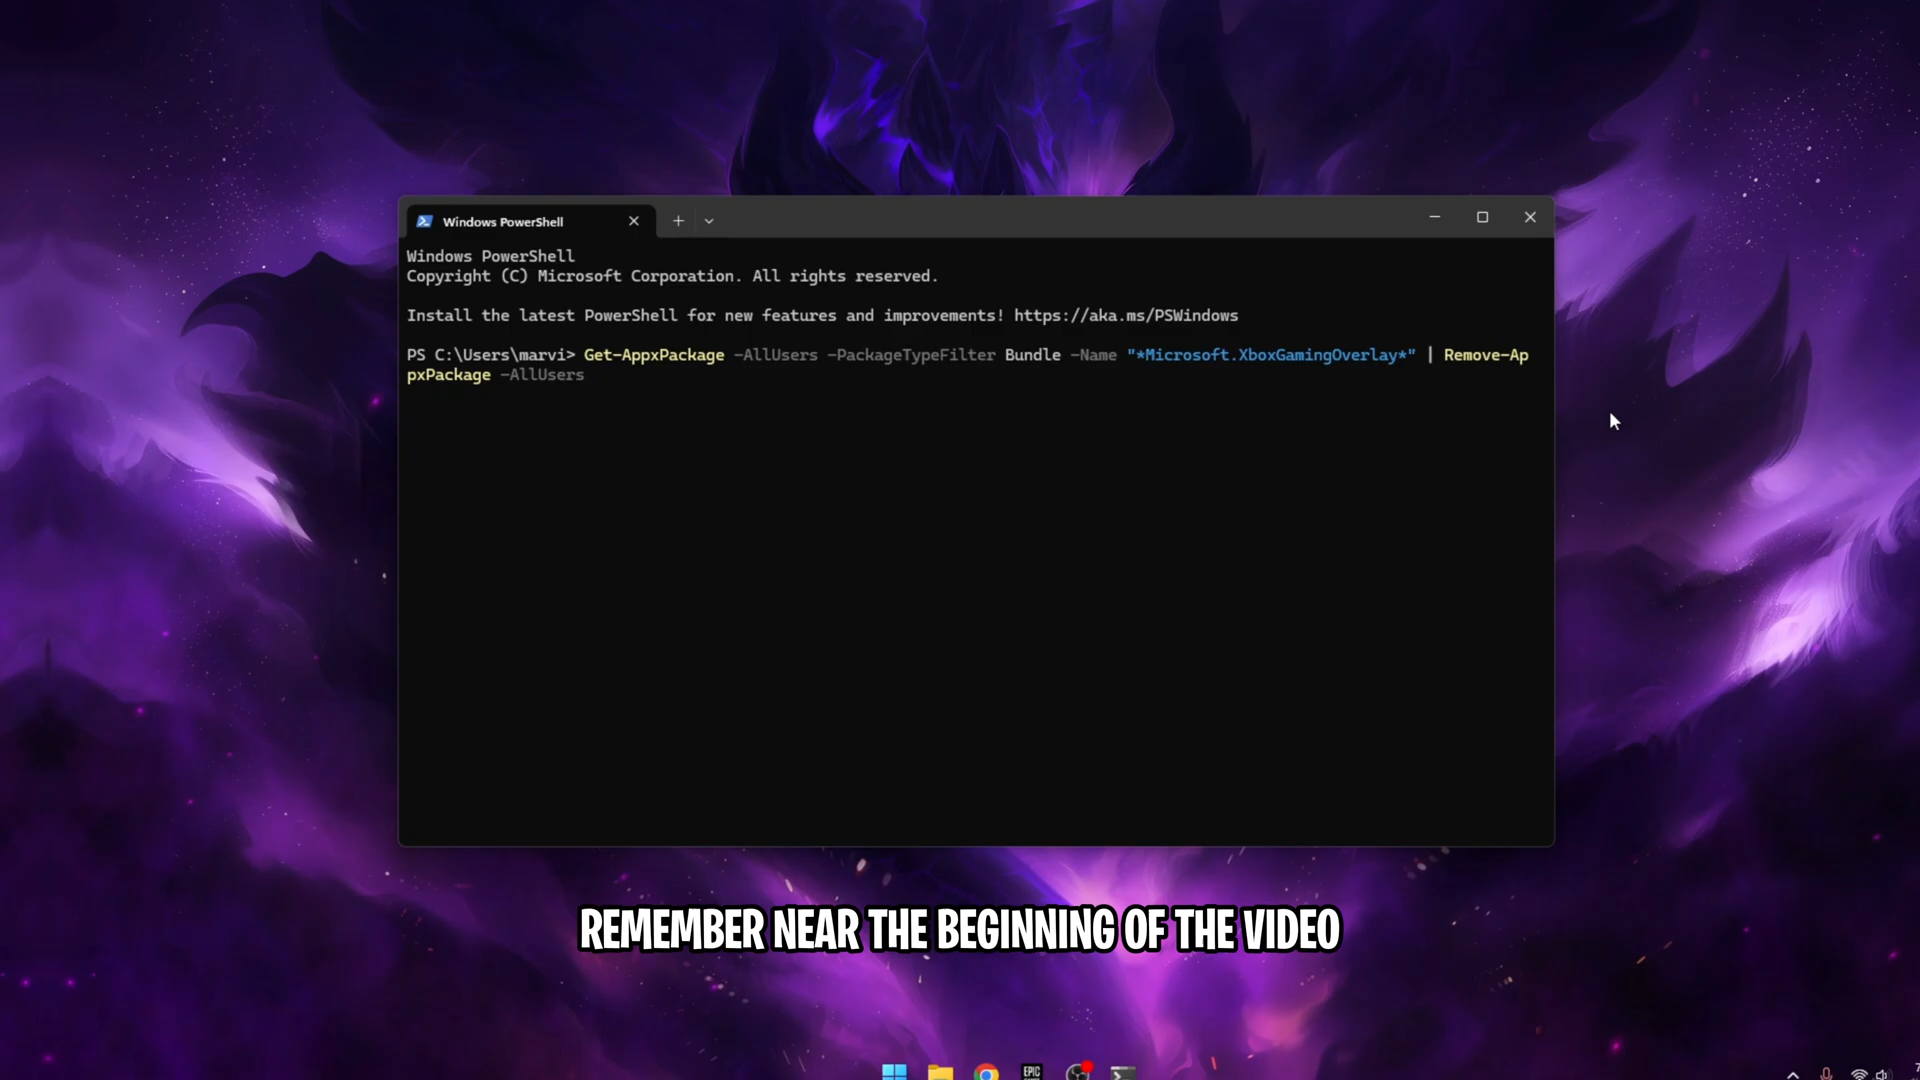 Windows PowerShell
Windows PowerShell
Copyright (C) Microsoft Corporation. All rights reserved.
Install the latest PowerShell for new features and improvements! https://aka.ms/PSWindows
PS C:\Users\marvi> Get-AppxPackage -AllUsers -PackageTypeFilter Bundle -Name "*Microsoft.XboxGamingOverlay*" | Remove-Ap
pxPackage -AllUsers
REMEMBER NEAR THE BEGINNING OF THE VIDEO
EPIC